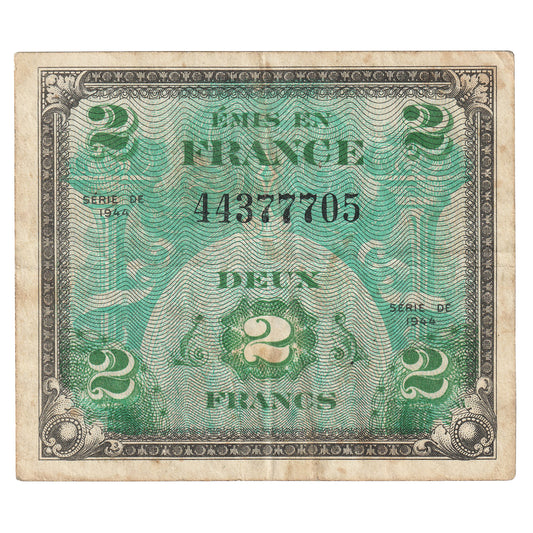 2 ÉMIS EN 2
FRANCE
SÉRIE DE
1944
44377705
DEUX
2
SÉRIE DE
1944
2 FRANCS 2